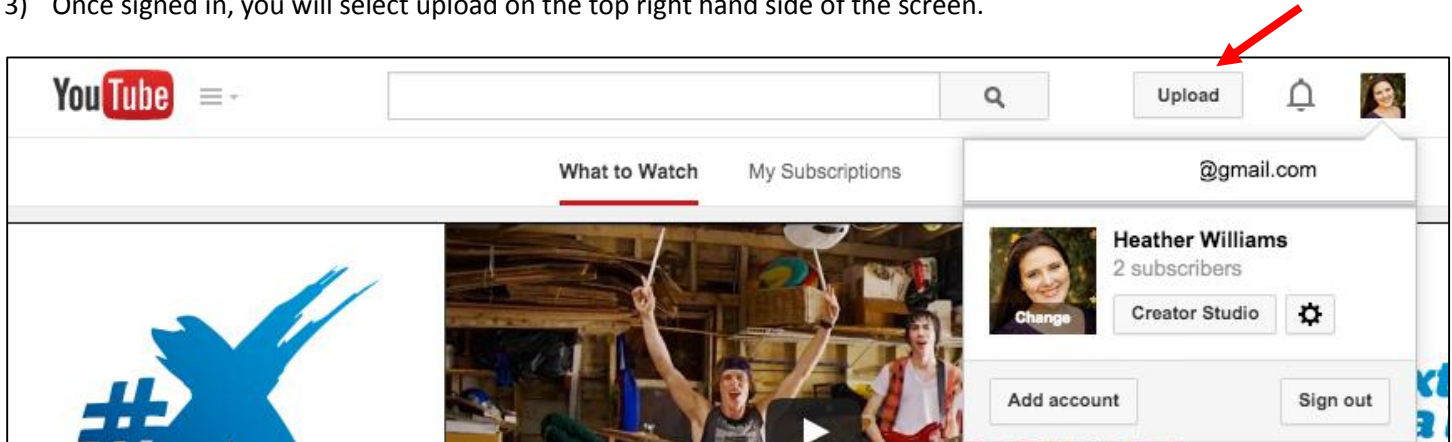 3) Once signed in, you will select upload on the top right hand side of the screen.
YouTube
Upload
What to Watch My Subscriptions
@gmail.com
Heather Williams
2 subscribers
Change
Creator Studio
Add account
Sign out
#X